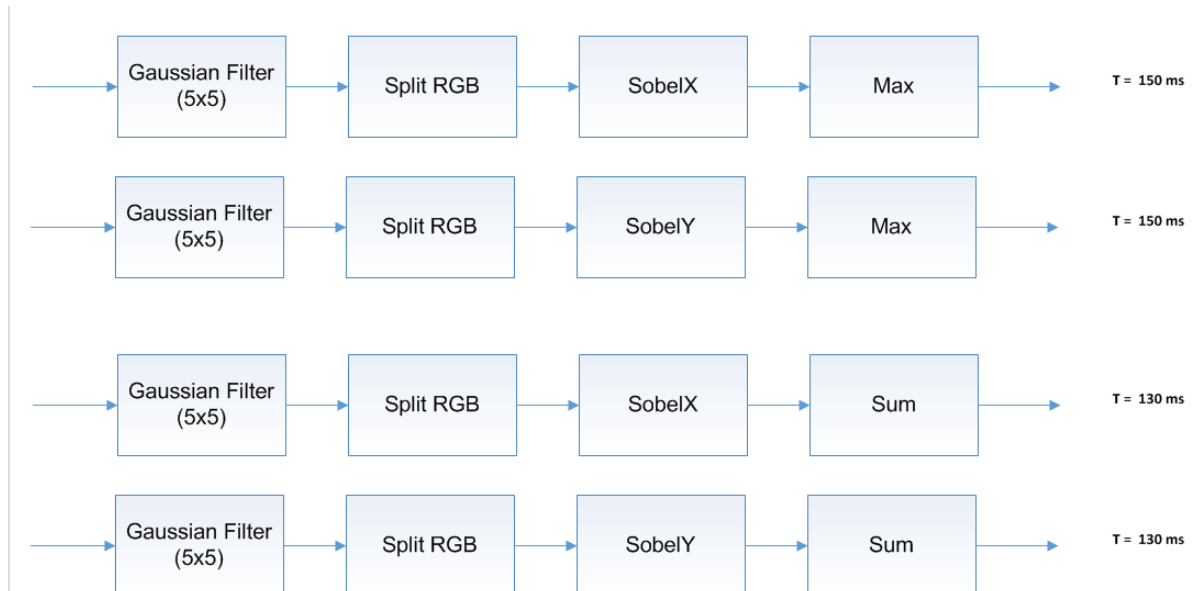 Gaussian Filter
(5x5)
Split RGB
SobelX
Max
T = 150 ms
Gaussian Filter
(5x5)
Split RGB
SobelY
Max
T = 150 ms
Gaussian Filter
(5x5)
Split RGB
SobelX
Sum
T = 130 ms
Gaussian Filter
(5x5)
Split RGB
SobelY
Sum
T = 130 ms